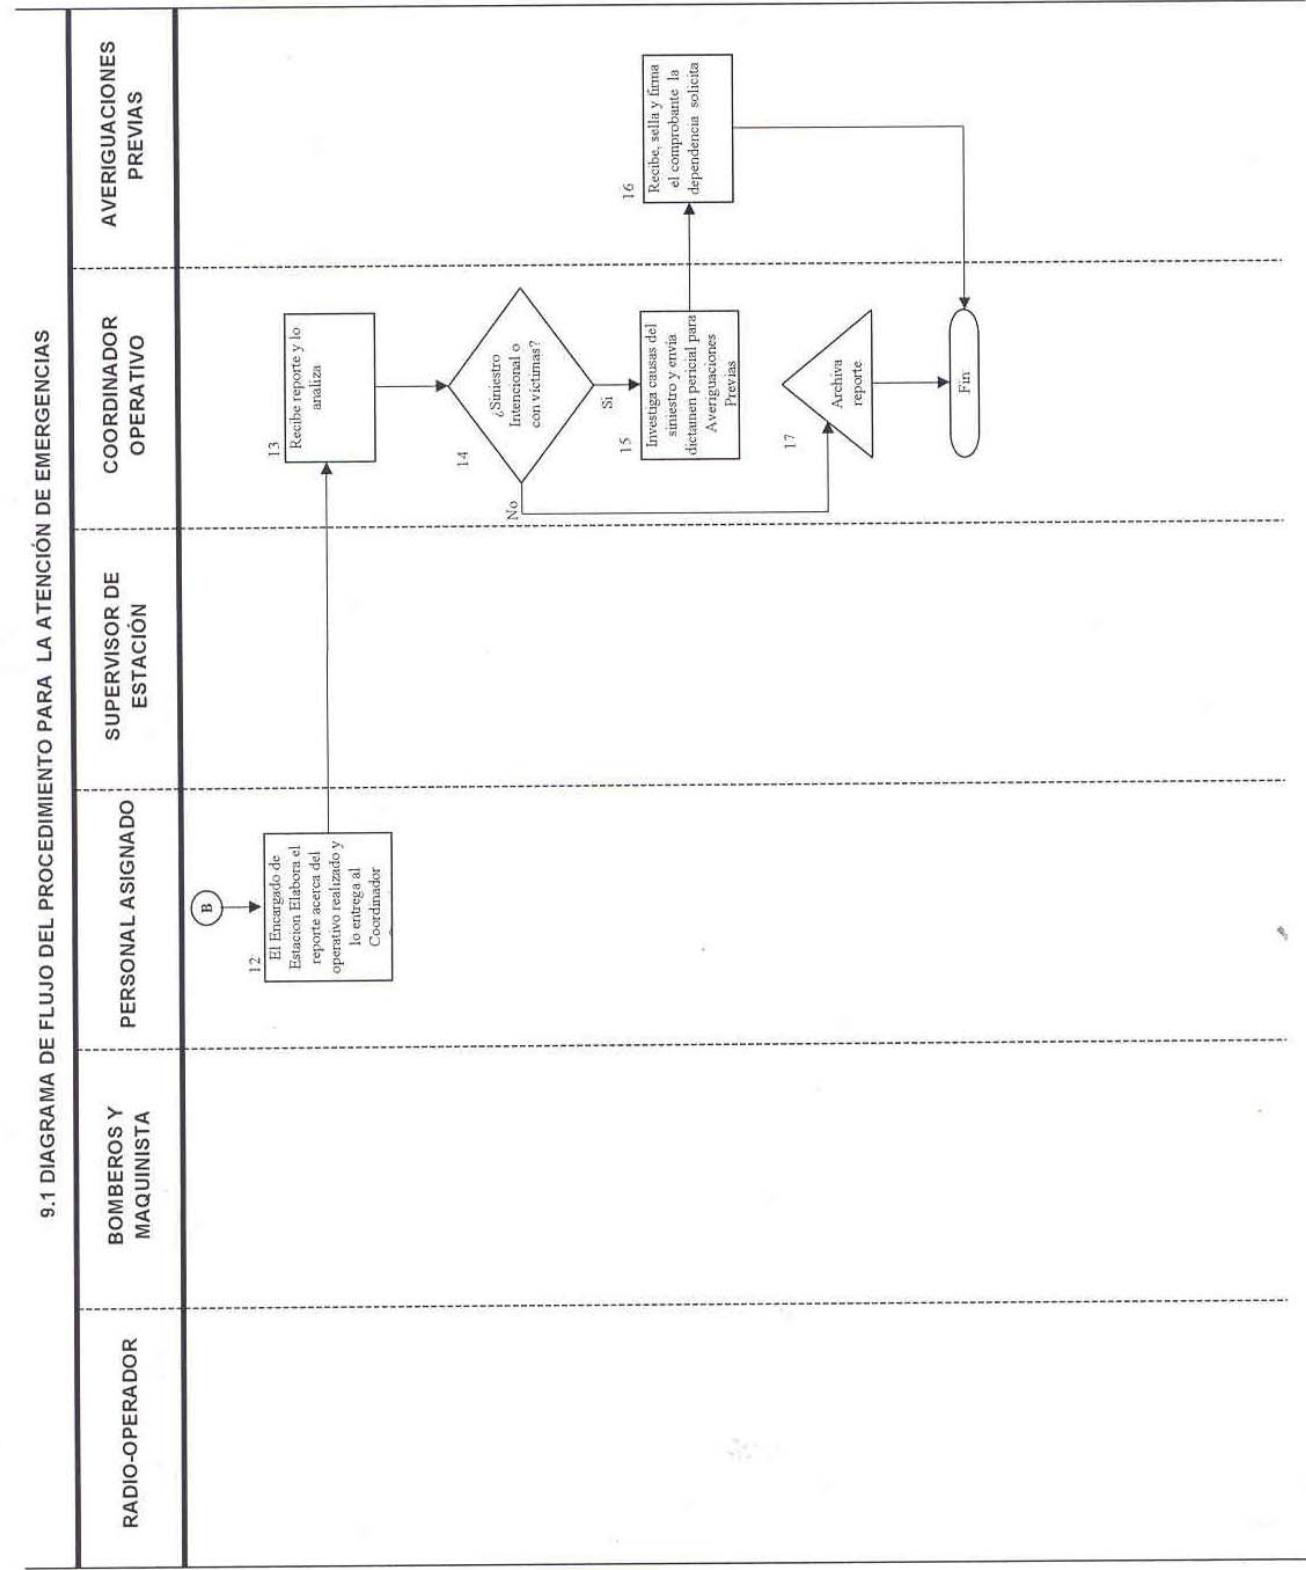 9.1 DIAGRAMA DE FLUJO DEL PROCEDIMIENTO PARA LA ATENCIÓN DE EMERGENCIAS
RADIO-OPERADOR
BOMBEROS Y
MAQUINISTA
PERSONAL ASIGNADO
SUPERVISOR DE
ESTACIÓN
COORDINADOR
OPERATIVO
AVERIGUACIONES
PREVIAS
B
12
El Encargado de
Estacion Elabora el
reporte acerca del
operativo realizado y
lo entrega al
Coordinador
13
Recibe reporte y lo
analiza
14
¿Siniestro
Intencional o
con víctimas?
No
Si
15
Investiga causas del
siniestro y envia
dictamen pericial para
Averiguaciones
Previas
16
Recibe, sella y firma
el comprobante la
dependencia solicita
17
Archiva
reporte
Fin